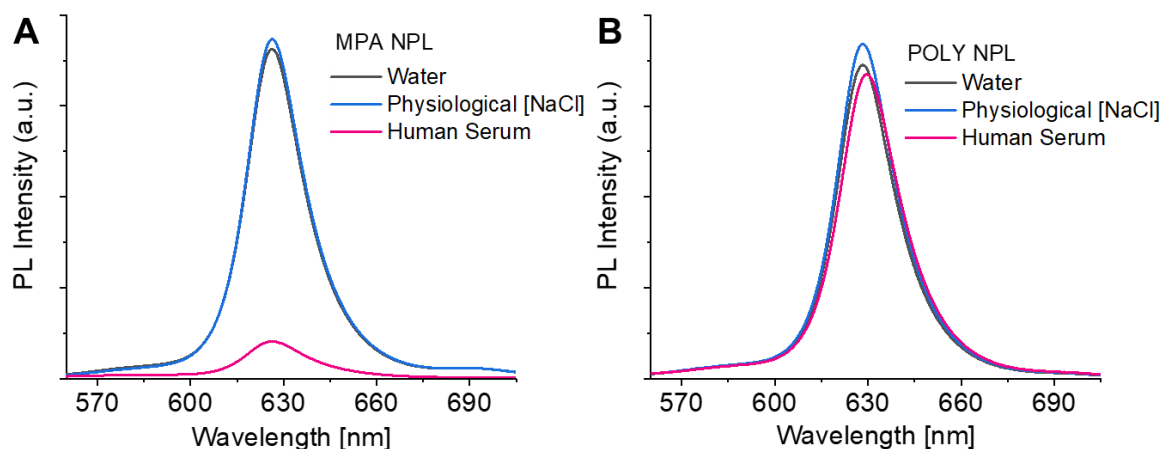 A
MPA NPL
Water
Physiological [NaCl]
Human Serum
PL Intensity (a.u.)
570 600 630 660 690
Wavelength [nm]
B
POLY NPL
Water
Physiological [NaCl]
Human Serum
PL Intensity (a.u.)
570 600 630 660 690
Wavelength [nm]